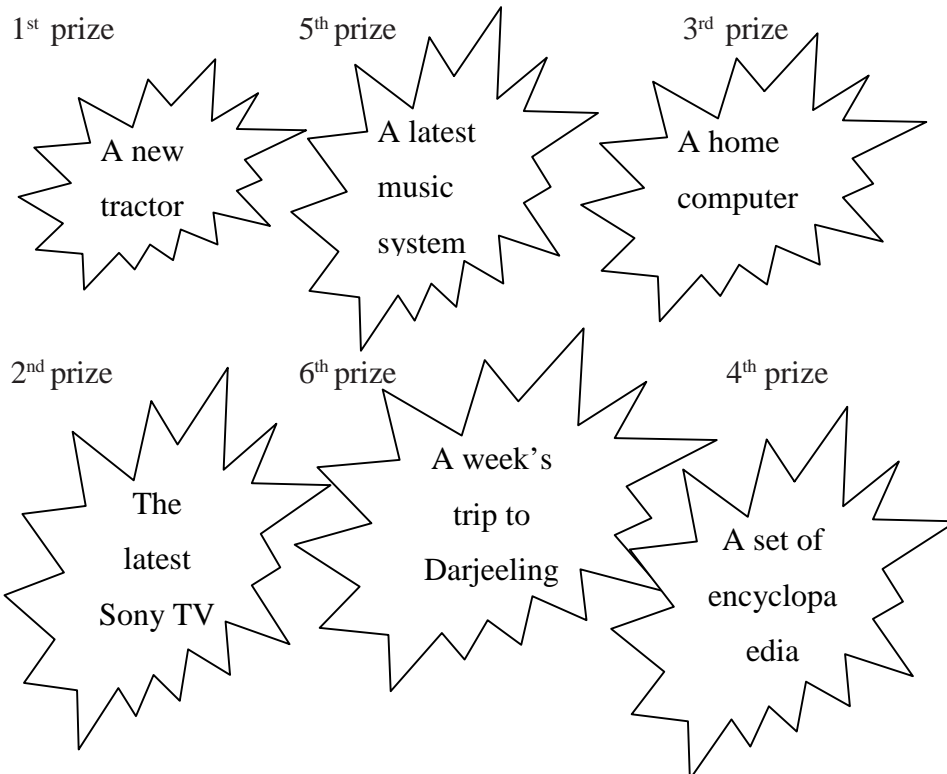 1st prize
5th prize
3rd prize
A new
tractor
A latest
music
system
A home
computer
2nd prize
6th prize
4th prize
The
latest
Sony TV
A week’s
trip to
Darjeeling
A set of
encyclopa
edia